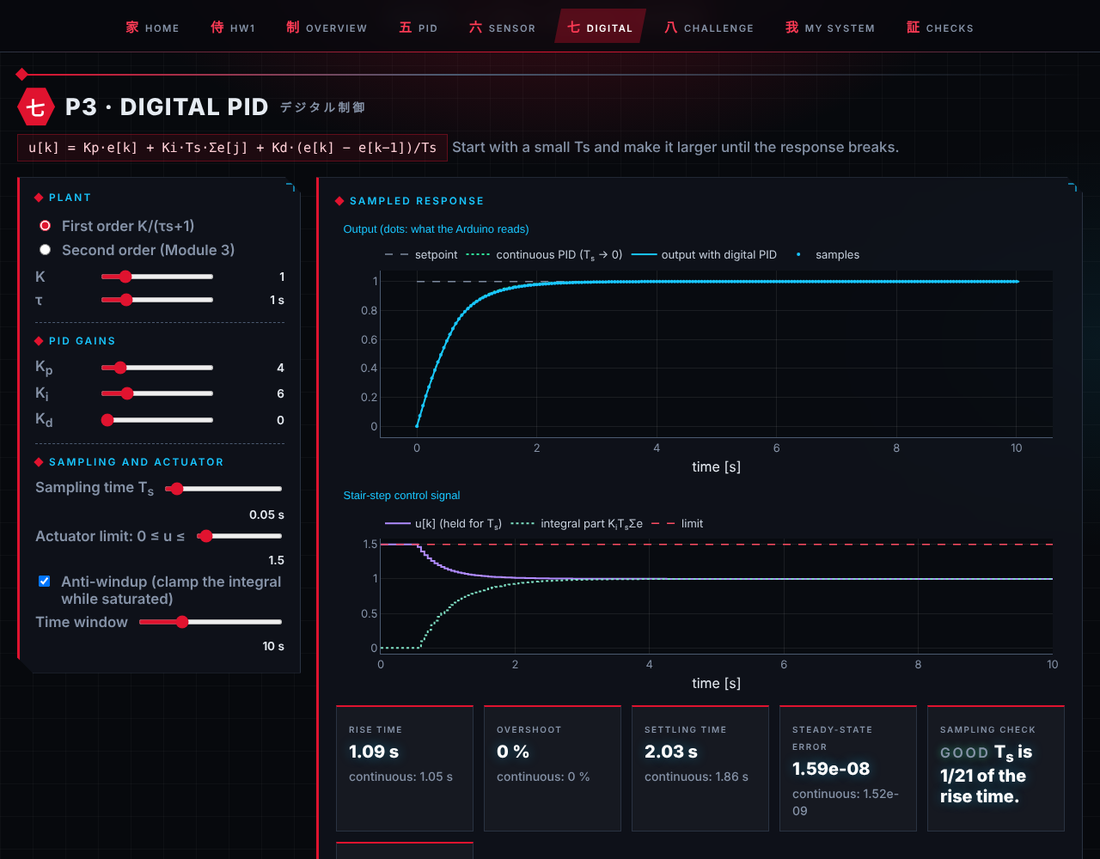 家 HOME 侍 HW1 制 OVERVIEW 五 PID 六 SENSOR 七 DIGITAL 八 CHALLENGE 我 MY SYSTEM 証 CHECKS
七 P3 · DIGITAL PID デジタル制御
u[k] = Kp·e[k] + Ki·Ts·Σe[j] + Kd·(e[k] − e[k−1])/Ts Start with a small Ts and make it larger until the response breaks.
PLANT
First order K/(τs+1)
Second order (Module 3)
K 1
τ 1 s
PID GAINS
Kp 4
Ki 6
Kd 0
SAMPLING AND ACTUATOR
Sampling time Ts
0.05 s
Actuator limit: 0 ≤ u ≤
1.5
Anti-windup (clamp the integral
while saturated)
Time window
10 s
SAMPLED RESPONSE
Output (dots: what the Arduino reads)
setpoint continuous PID (Ts → 0) output with digital PID samples
1
0.8
0.6
0.4
0.2
0
0 2 4 6 8 10
time [s]
Stair-step control signal
u[k] (held for Ts) integral part KiTsΣe limit
1.5
1
0.5
0
0 2 4 6 8 10
time [s]
RISE TIME
1.09 s
continuous: 1.05 s
OVERSHOOT
0 %
continuous: 0 %
SETTLING TIME
2.03 s
continuous: 1.86 s
STEADY-STATE
ERROR
1.59e-08
continuous: 1.52e-
09
SAMPLING CHECK
GOOD Ts is
1/21 of the
rise time.